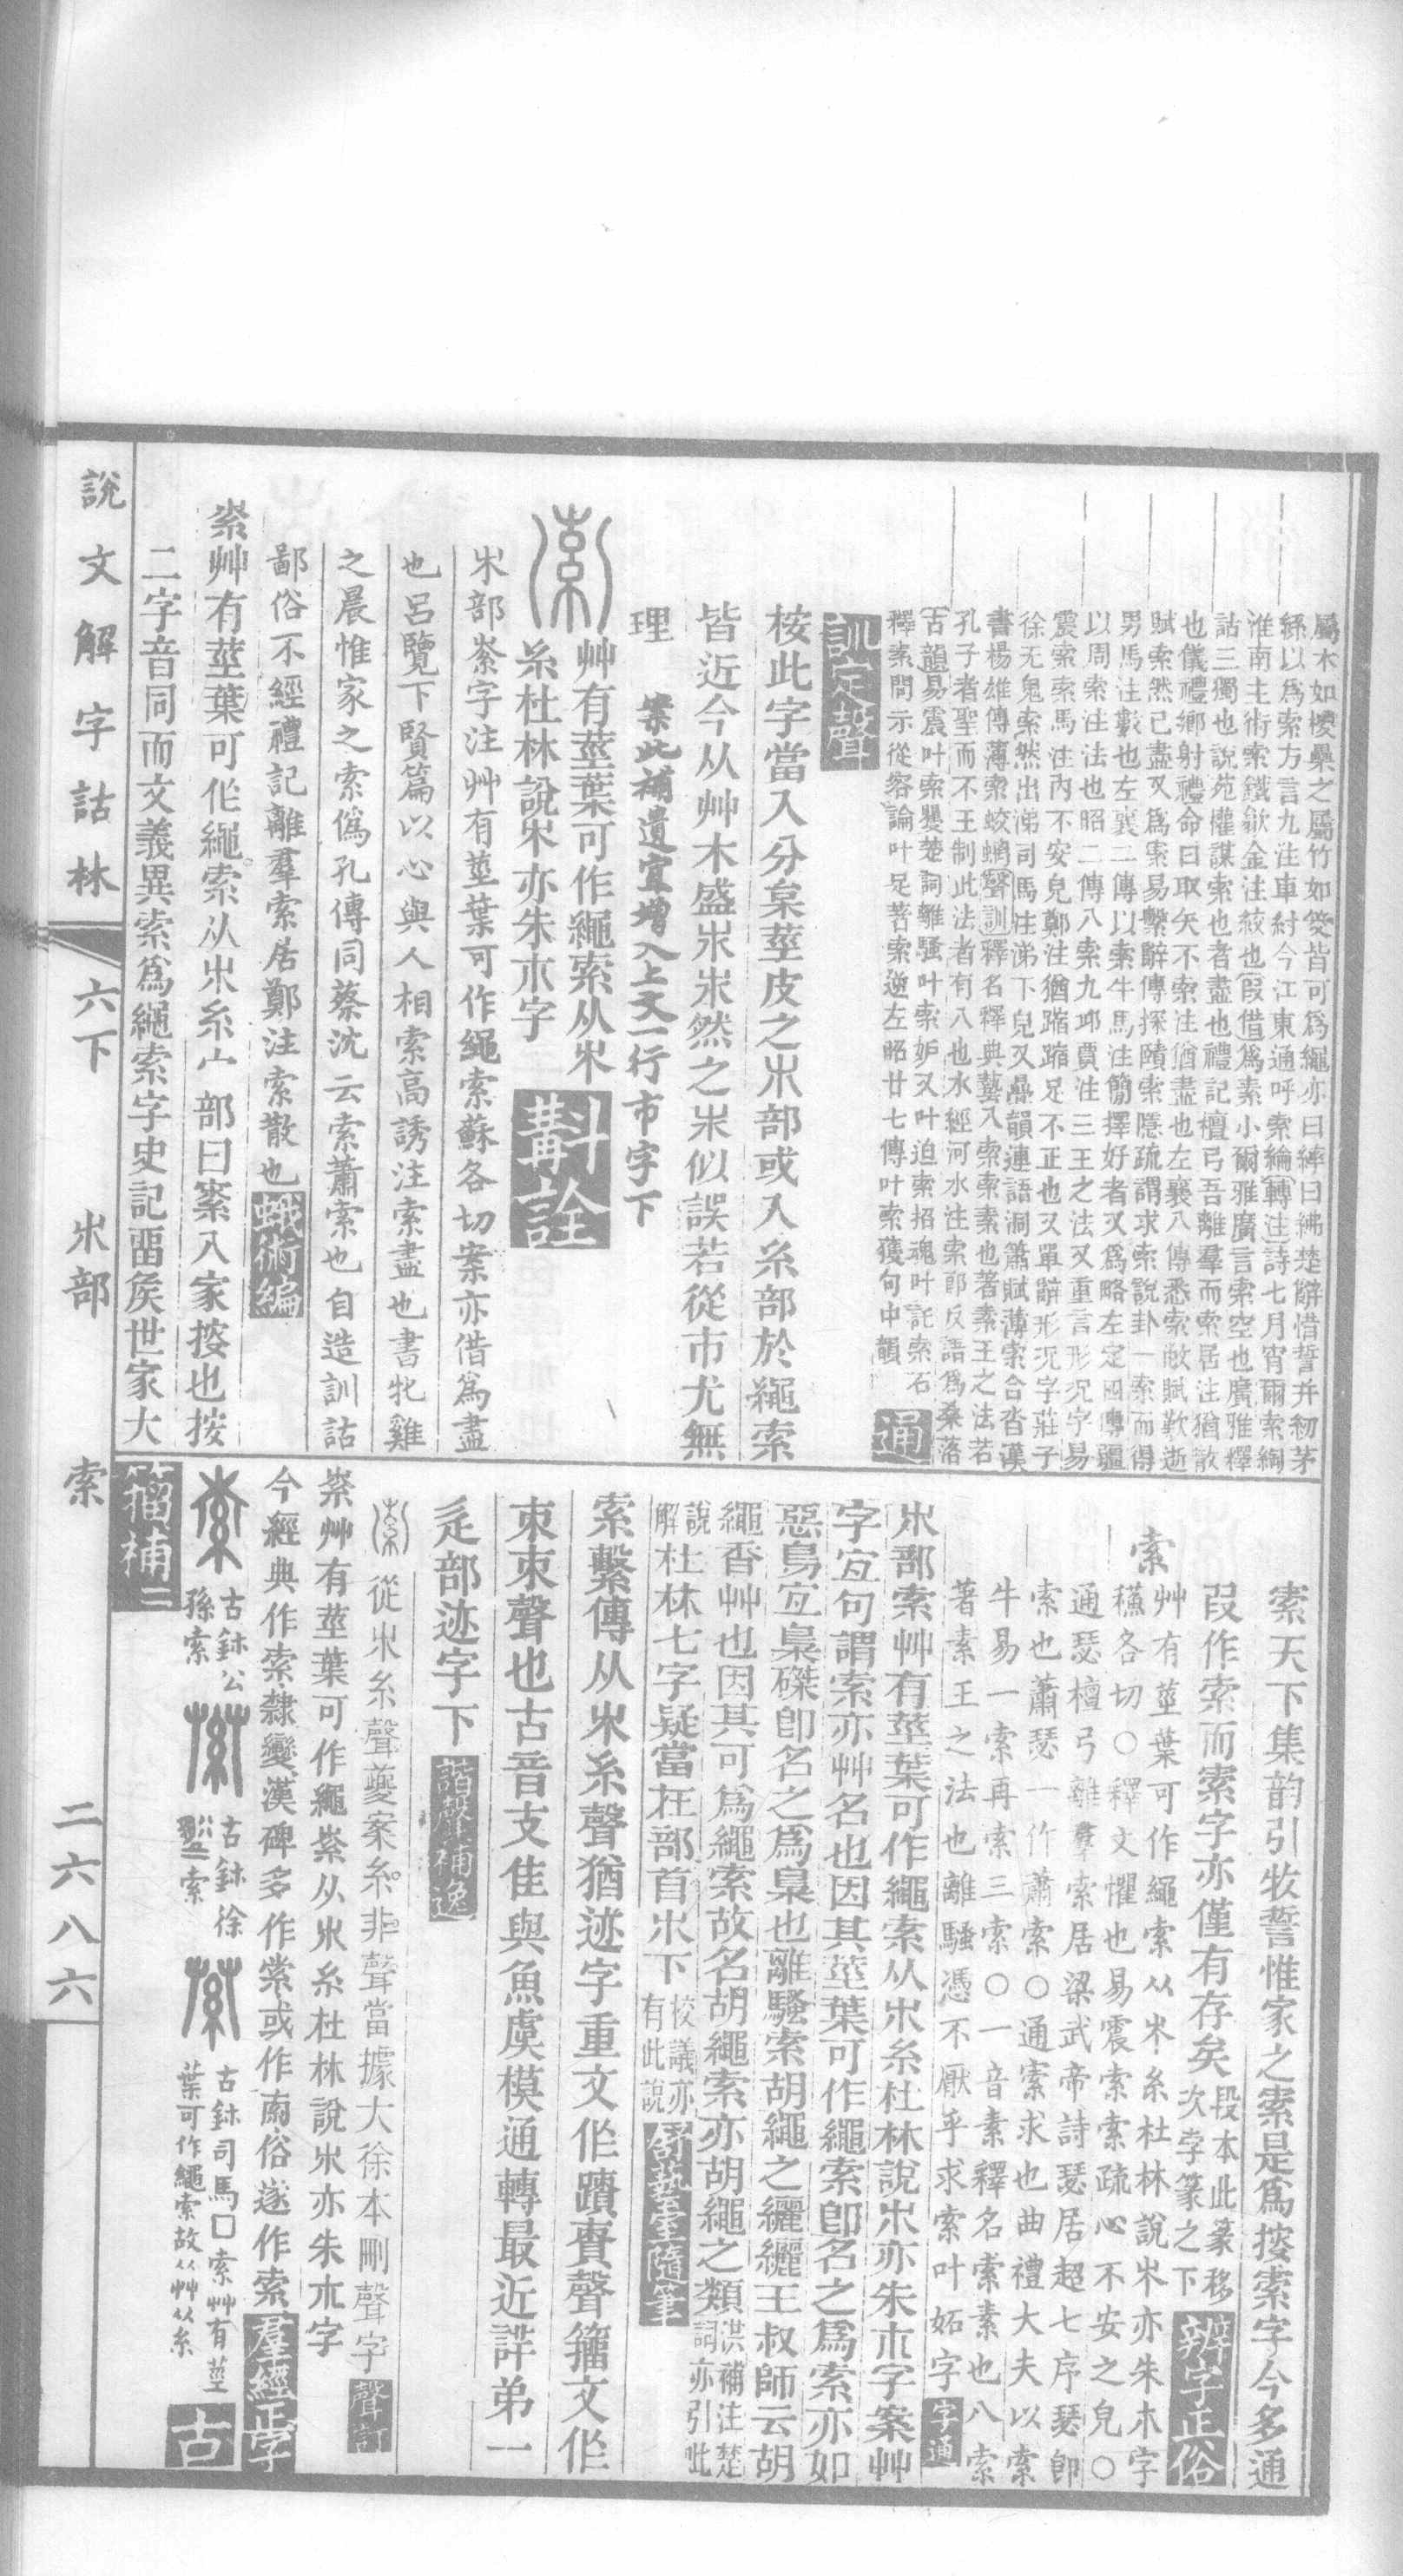 屬木如㮨喿之屬竹如筊皆可爲繩亦曰繂曰紼楚辭惜誓并紉茅
絲以爲索方言九注車紂今江東通呼索綸轉注詩七月宵爾索綯
淮南主術索鐵歙金注絞也叚借爲素小爾雅廣言索空也廣雅釋
詁三獨也說苑權謀索也者盡也禮記檀弓吾離羣而索居注猶散
也儀禮鄉射禮命曰取矢不索注猶盡也左襄八傳悉索敝賦歎逝
賦索然已盡又爲㝮易繫辭傳探賾索隱疏謂求索說卦一索而得
男馬注數也左襄二傳以索牛馬注簡擇好者又爲略左定四傳疆
以周索注法也昭二傳八索九邱賈注三王之法又重言形況字易
震索索馬注內不安皃鄭注猶蹜蹜足不正也又單辭形況字莊子
徐无鬼索然出涕司馬注涕下皃又疊韻連語洞簫賦薄索合沓漢
書楊雄傳薄索蛟螭聲訓釋名釋典藝八索索素也著素王之法若
孔子者聖而不王制此法者有八也水經河水注索郎反語爲桑落
古韻易震叶索矍楚詞離騷叶索妒又叶迫索招魂叶託索石
釋素問示從容論叶足著索逆左昭廿七傳叶索獲句中韻
通
訓定聲
桉此字當入分枲莖皮之𣎳部或入糸部於繩索
皆近今从艸木盛𣎵𣎵然之𣎵似誤若從巿尤無
理
案此補遺宜增入上文一行巿字下
艸有莖葉可作繩索从𣎵
糸杜林說𣎵亦朱巿字
斠詮
𣎵部索字注艸有莖葉可作繩索蘇各切案亦借爲盡
也呂覽下賢篇以心與人相索高誘注索盡也書牝雞
之晨惟家之索僞孔傳同蔡沈云索蕭索也自造訓詁
鄙俗不經禮記離羣索居鄭注索散也
蛾術編
索艸有莖葉可作繩索从𣎵糸宀部曰㝮入家搜也按
二字音同而文義異索爲繩索字史記畱矦世家大
索天下集韵引牧誓惟家之索是爲搜索字今多通
叚作索而索字亦僅有存矣
段本此篆移
次孛篆之下
辨字正俗
索
艸有莖葉可作繩索从𣎵糸杜林說𣎵亦朱巿字
蘇各切〇釋文懼也易震索索疏心不安之皃〇
通瑟檀弓離羣索居梁武帝詩瑟居超七序瑟卽
索也蕭瑟一作蕭索〇通索求也曲禮大夫以索
牛易一索再索三索〇一音素釋名索素也八索
著素王之法也離騷憑不厭乎求索叶妬字
字通
𣎵部索艸有莖葉可作繩索从𣎵糸杜林說𣎵亦朱巿字案艸
字㝉句謂索亦艸名也因其莖葉可作繩索卽名之爲索亦如
惡鳥㝉梟磔卽名之爲梟也離騷索胡繩之纚纚王叔師云胡
繩香艸也因其可爲繩索故名胡繩索亦胡繩之類
洪補注楚
詞亦引此
說
解
杜林七字疑當在部首𣎵下
校議亦
有此說
舒藝室隨筆
索繫傳从𣎵糸聲猶迹字重文作蹟責聲籀文作
朿朿聲也古音支佳與魚虞模通轉最近詳弟一
辵部迹字下
諧聲補逸
從𣎵糸聲夔案糸非聲當據大徐本刪聲字
聲訂
索艸有莖葉可作繩索从𣎵糸杜林說𣎵亦朱巿字
今經典作索隸變漢碑多作索或作㪍俗遂作索
羣經正字
古
籀補二
古鉥公
孫索
古鉥徐
索
古鉥司馬口索艸有莖
葉可作繩索故从艸从糸
說文解字詁林
六下
𣎵部
索
二六八六